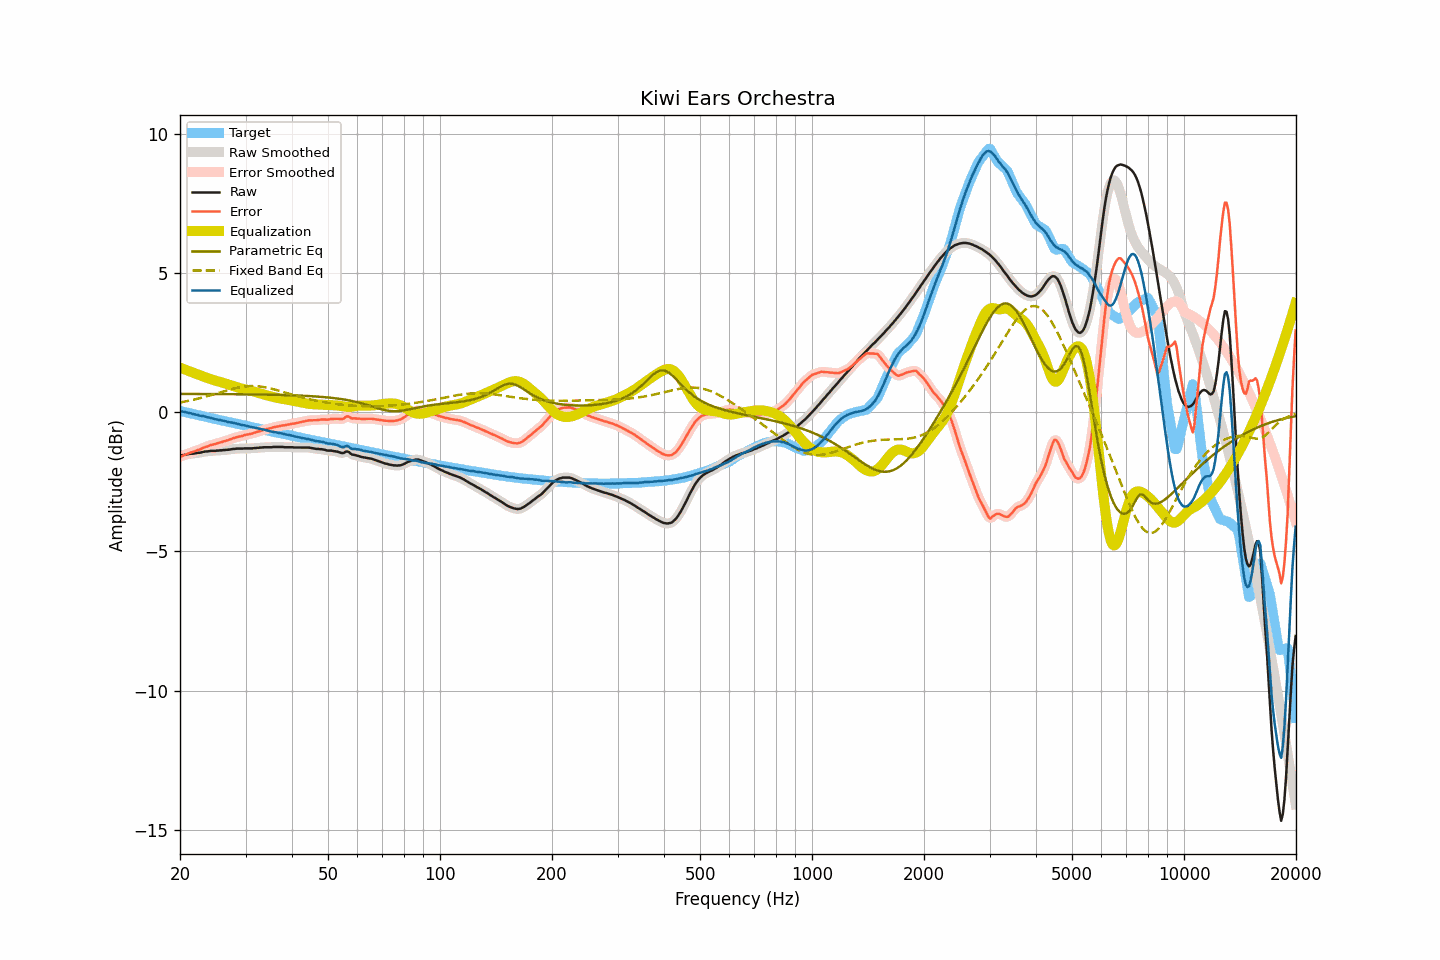 Kiwi Ears Orchestra
Target
Raw Smoothed
Error Smoothed
Raw
Error
Equalization
Parametric Eq
Fixed Band Eq
Equalized
10
5
0
−5
−10
−15
Amplitude (dBr)
20 50 100 200 500 1000 2000 5000 10000 20000
Frequency (Hz)